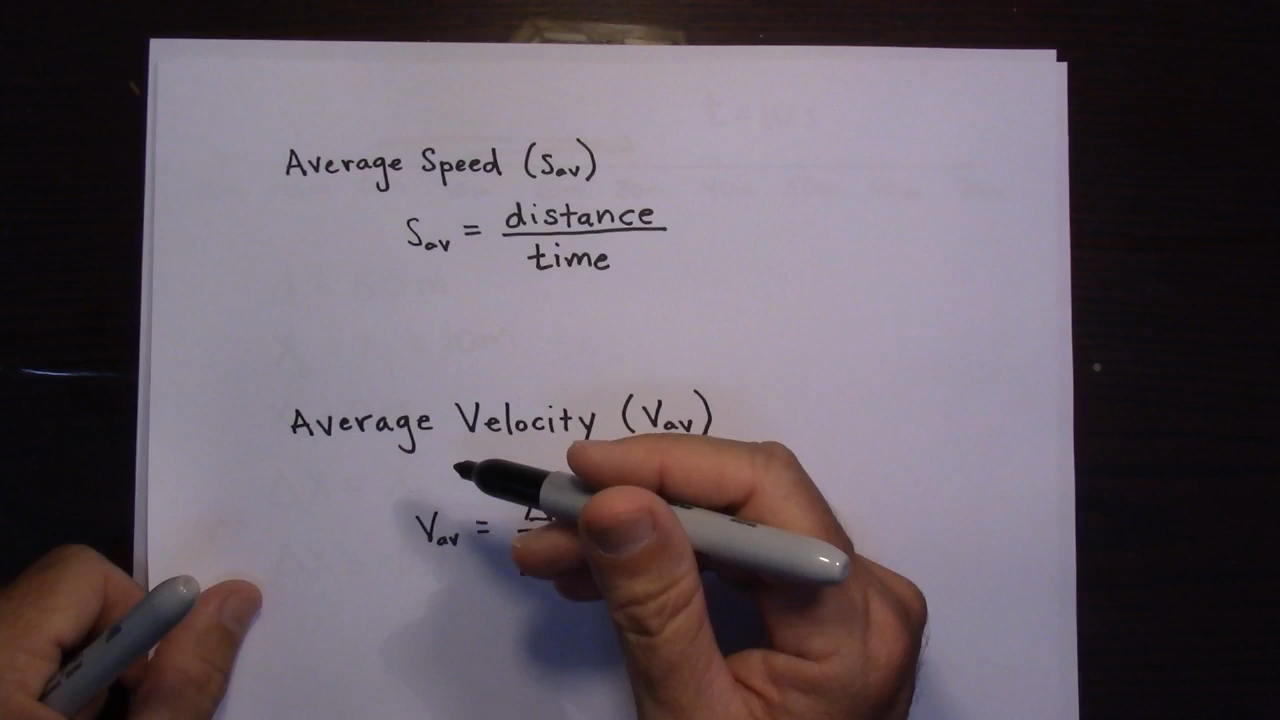 Average Speed (Sav)
Sav = distance
time
Average Velocity (Vav)
Vav = Δ